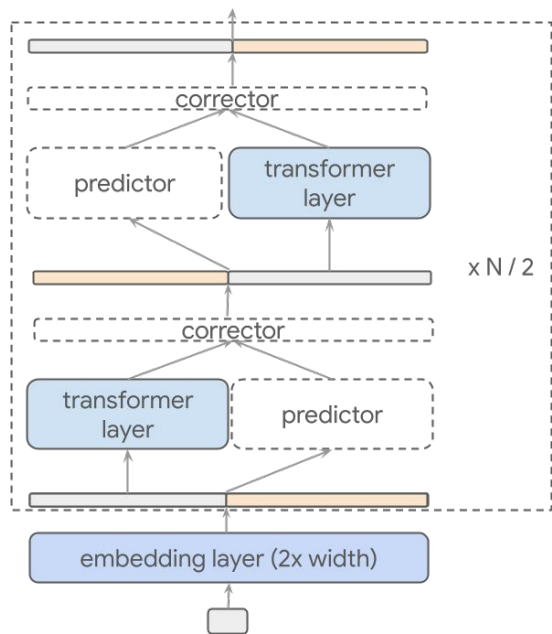 corrector
predictor
transformer
layer
x N / 2
corrector
transformer
layer
predictor
embedding layer (2x width)